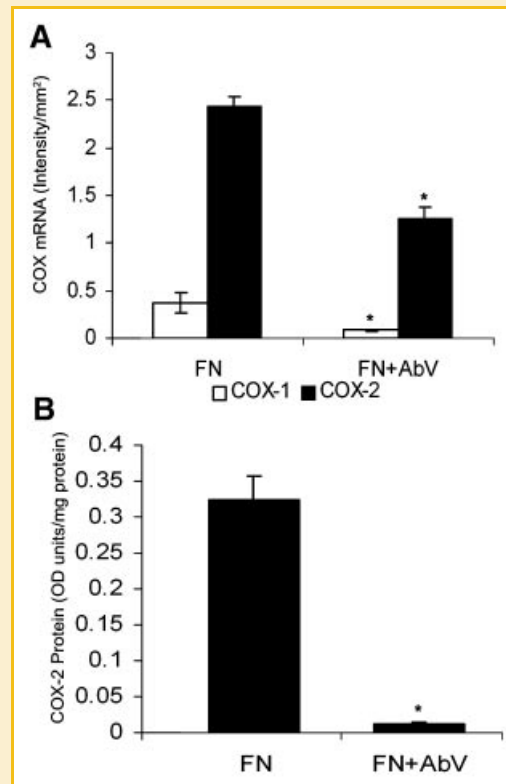 A
COX mRNA (Intensity/mm²)
3
2.5
2
1.5
1
0.5
0
*
*
FN FN+AbV
COX-1 COX-2
B
COX-2 Protein (OD units/mg protein)
0.4
0.35
0.3
0.25
0.2
0.15
0.1
0.05
0
*
FN FN+AbV